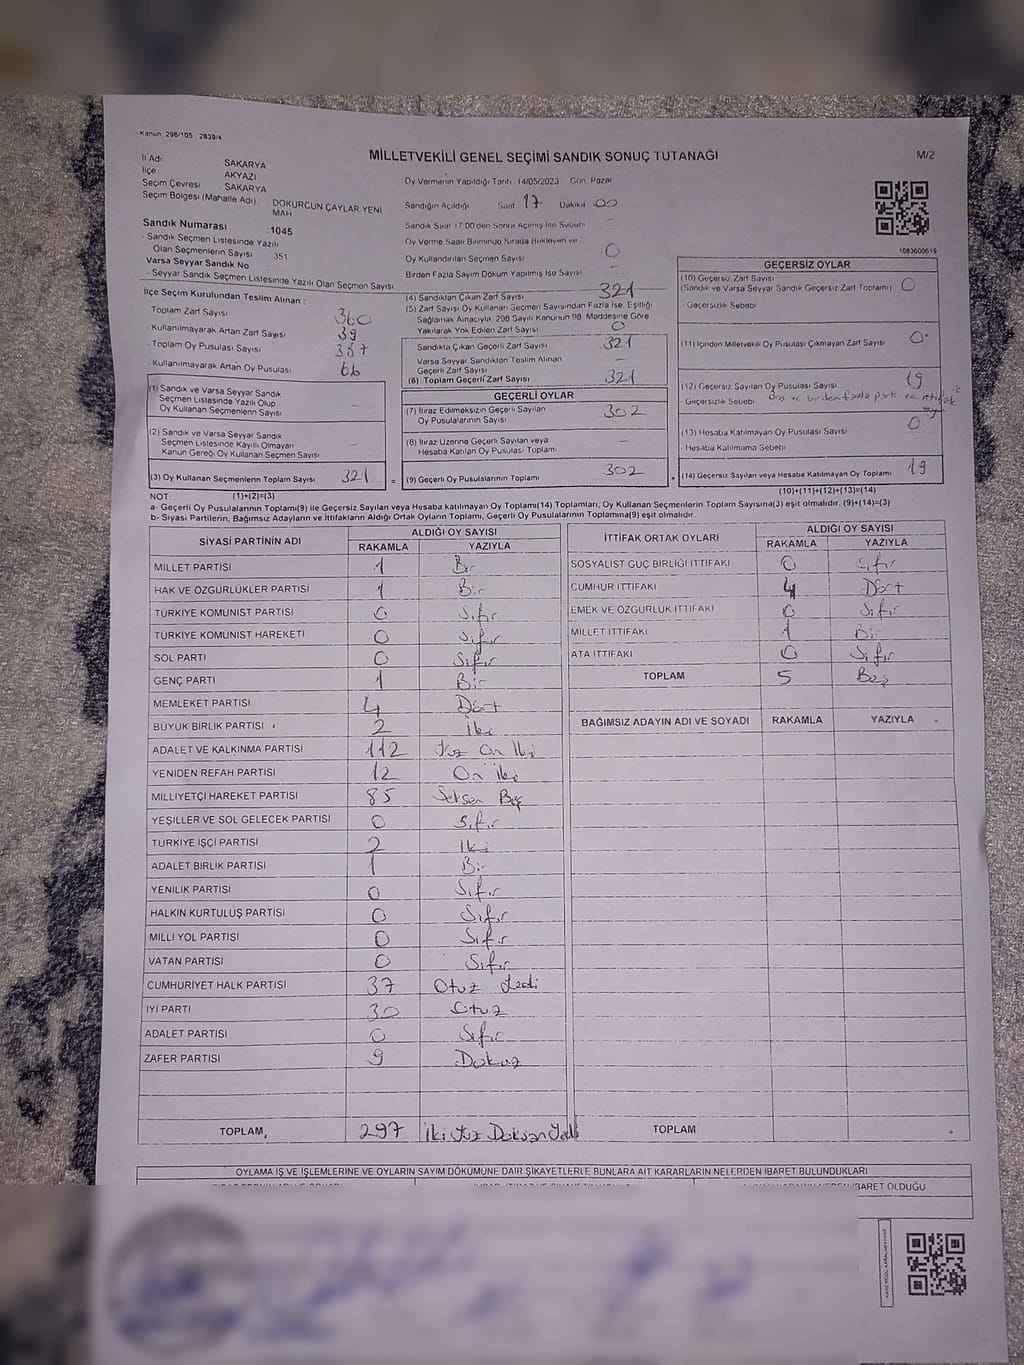 Kanun: 298/105 , 2839/4
MİLLETVEKİLİ GENEL SEÇİMİ SANDIK SONUÇ TUTANAĞI
M/2
İl Adı SAKARYA
İlçe AKYAZI
Seçim Çevresi SAKARYA
Seçim Bölgesi (Mahalle Adı) DOKURCUN ÇAYLAR YENİ MAH
Sandık Numarası :1045
- Sandık Seçmen Listesinde Yazılı
Olan Seçmenlerin Sayısı 351
Varsa Seyyar Sandık No
- Seyyar Sandık Seçmen Listesinde Yazılı Olan Seçmen Sayısı
Oy Vermenin Yapıldığı Tarih :14/05/2023 Gün: Pazar
Sandığın Açıldığı Saat 17 Dakika 00
Sandık Saat 17:00'den Sonra Açılmış İse Sebebi -
Oy Verme Saati Bitiminde Sırada Bekleyen ve
Oy Kullandırılan Seçmen Sayısı 0
Birden Fazla Sayım Döküm Yapılmış İse Sayısı -
1083600619
İlçe Seçim Kurulundan Teslim Alınan :
Toplam Zarf Sayısı 360
- Kullanılmayarak Artan Zarf Sayısı 39
- Toplam Oy Pusulası Sayısı 387
- Kullanılmayarak Artan Oy Pusulası 66
(1) Sandık ve Varsa Seyyar Sandık
Seçmen Listesinde Yazılı Olup
Oy Kullanan Seçmenlerin Sayısı -
(2) Sandık ve Varsa Seyyar Sandık
Seçmen Listesinde Kayıtlı Olmayan
Kanun Gereği Oy Kullanan Seçmen Sayısı -
(3) Oy Kullanan Seçmenlerin Toplam Sayısı 321
(4) Sandıktan Çıkan Zarf Sayısı 321
(5) Zarf Sayısı Oy Kullanan Seçmen Sayısından Fazla İse, Eşitliği
Sağlamak Amacıyla, 298 Sayılı Kanunun 98. Maddesine Göre
Yakılarak Yok Edilen Zarf Sayısı 0
Sandıkta Çıkan Geçerli Zarf Sayısı 321
Varsa Seyyar Sandıktan Teslim Alınan
Geçerli Zarf Sayısı -
(6) Toplam Geçerli Zarf Sayısı 321
GEÇERLİ OYLAR
(7) İtiraz Edilmeksizin Geçerli Sayılan
Oy Pusulalarının Sayısı 302
(8) İtiraz Üzerine Geçerli Sayılan veya
Hesaba Katılan Oy Pusulası Toplamı -
= (9) Geçerli Oy Pusulalarının Toplamı 302
GEÇERSİZ OYLAR
(10) Geçersiz Zarf Sayısı
(Sandık ve Varsa Seyyar Sandık Geçersiz Zarf Toplamı) 0
- Geçersizlik Sebebi
(11) İçinden Milletvekili Oy Pusulası Çıkmayan Zarf Sayısı 0
(12) Geçersiz Sayılan Oy Pusulası Sayısı 19
Geçersizlik Sebebi boş ve birden fazla parti ve ittifak
(13) Hesaba Katılmayan Oy Pusulası Sayısı 0
- Hesaba Katılmama Sebebi
+ (14) Geçersiz Sayılan veya Hesaba Katılmayan Oy Toplamı 19
NOT: (1)+(2)=(3) (10)+(11)+(12)+(13)=(14)
a- Geçerli Oy Pusulalarının Toplamı(9) ile Geçersiz Sayılan veya Hesaba katılmayan Oy Toplamı(14) Toplamları, Oy Kullanan Seçmenlerin Toplam Sayısına(3) eşit olmalıdır. (9)+(14)=(3)
b- Siyasi Partilerin, Bağımsız Adayların ve İttifakların Aldığı Ortak Oyların Toplamı, Geçerli Oy Pusulalarının Toplamına(9) eşit olmalıdır.
SİYASİ PARTİNİN ADI ALDIĞI OY SAYISI
RAKAMLA YAZIYLA
MİLLET PARTİSİ 1 Bir
HAK VE ÖZGÜRLÜKLER PARTİSİ 1 Bir
TÜRKİYE KOMÜNİST PARTİSİ 0 Sıfır
TÜRKİYE KOMÜNİST HAREKETİ 0 Sıfır
SOL PARTİ 0 Sıfır
GENÇ PARTİ 1 Bir
MEMLEKET PARTİSİ 4 Dört
BÜYÜK BİRLİK PARTİSİ 2 İki
ADALET VE KALKINMA PARTİSİ 112 Yüz On İki
YENİDEN REFAH PARTİSİ 12 On iki
MİLLİYETÇİ HAREKET PARTİSİ 85 Seksen Beş
YEŞİLLER VE SOL GELECEK PARTİSİ 0 Sıfır
TÜRKİYE İŞÇİ PARTİSİ 2 İki
ADALET BİRLİK PARTİSİ 1 Bir
YENİLİK PARTİSİ 0 Sıfır
HALKIN KURTULUŞ PARTİSİ 0 Sıfır
MİLLİ YOL PARTİSİ 0 Sıfır
VATAN PARTİSİ 0 Sıfır
CUMHURİYET HALK PARTİSİ 37 Otuz Yedi
İYİ PARTİ 30 Otuz
ADALET PARTİSİ 0 Sıfır
ZAFER PARTİSİ 9 Dokuz
TOPLAM 297 İki Yüz Doksan Yedi
İTTİFAK ORTAK OYLARI ALDIĞI OY SAYISI
RAKAMLA YAZIYLA
SOSYALİST GÜÇ BİRLİĞİ İTTİFAKI 0 Sıfır
CUMHUR İTTİFAKI 4 Dört
EMEK VE ÖZGÜRLÜK İTTİFAKI 0 Sıfır
MİLLET İTTİFAKI 1 Bir
ATA İTTİFAKI 0 Sıfır
TOPLAM 5 Beş
BAĞIMSIZ ADAYIN ADI VE SOYADI RAKAMLA YAZIYLA
TOPLAM
OYLAMA İŞ VE İŞLEMLERİNE VE OYLARIN SAYIM DÖKÜMÜNE DAİR ŞİKAYETLERLE BUNLARA AİT KARARLARIN NELERDEN İBARET BULUNDUKLARI
İBARET OLDUĞU